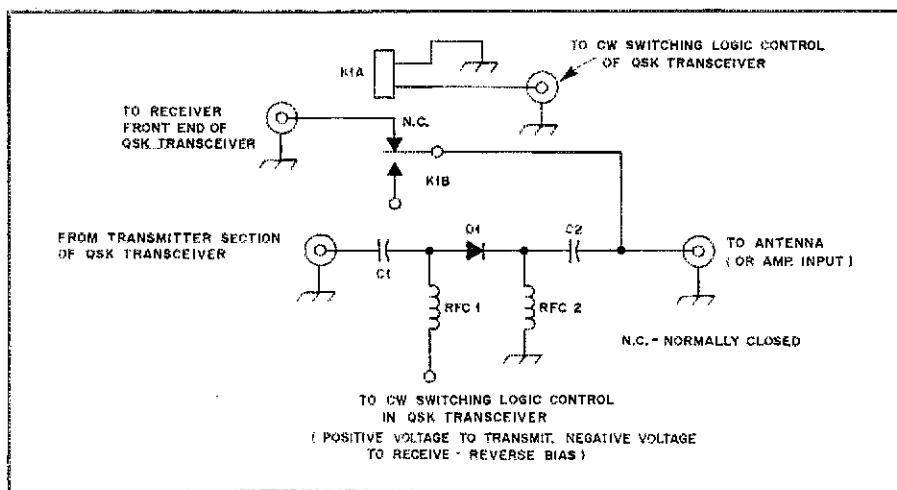 TO CW SWITCHING LOGIC CONTROL
OF QSK TRANSCEIVER
K1A
TO RECEIVER
FRONT END OF
QSK TRANSCEIVER
N.C.
K1B
FROM TRANSMITTER SECTION
OF QSK TRANSCEIVER
C1
D1
C2
TO ANTENNA
(OR AMP. INPUT)
RFC 1
RFC 2
N.C. - NORMALLY CLOSED
TO CW SWITCHING LOGIC CONTROL
IN QSK TRANSCEIVER
(POSITIVE VOLTAGE TO TRANSMIT, NEGATIVE VOLTAGE
TO RECEIVE - REVERSE BIAS)